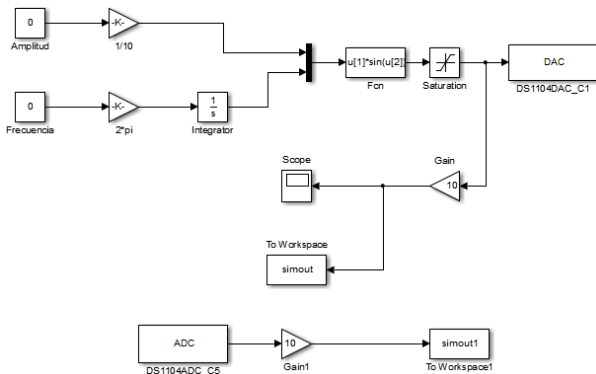 0
-K-
Amplitud
1/10
0
-K-
1
s
u[1]*sin(u[2])
DAC
Frecuencia
2*pi
Integrator
Fcn
Saturation
DS1104DAC_C1
Scope
Gain
10
To Workspace
simout
ADC
10
simout1
DS1104ADC_C5
Gain1
To Workspace1